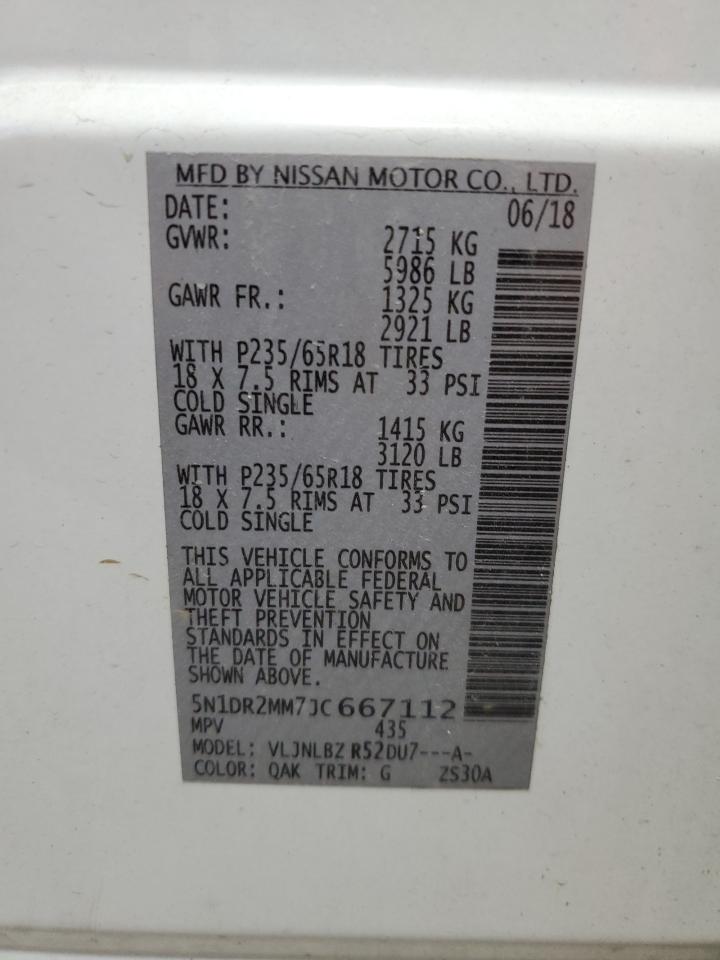 MFD BY NISSAN MOTOR CO., LTD.
DATE: 06/18
GVWR: 2715 KG
5986 LB
GAWR FR.: 1325 KG
2921 LB
WITH P235/65R18 TIRES
18 X 7.5 RIMS AT 33 PSI
COLD SINGLE
GAWR RR.: 1415 KG
3120 LB
WITH P235/65R18 TIRES
18 X 7.5 RIMS AT 33 PSI
COLD SINGLE
THIS VEHICLE CONFORMS TO
ALL APPLICABLE FEDERAL
MOTOR VEHICLE SAFETY AND
THEFT PREVENTION
STANDARDS IN EFFECT ON
THE DATE OF MANUFACTURE
SHOWN ABOVE.
5N1DR2MM7JC667112
MPV 435
MODEL: VLJNLBZ R52DU7---A-
COLOR: QAK TRIM: G ZS30A